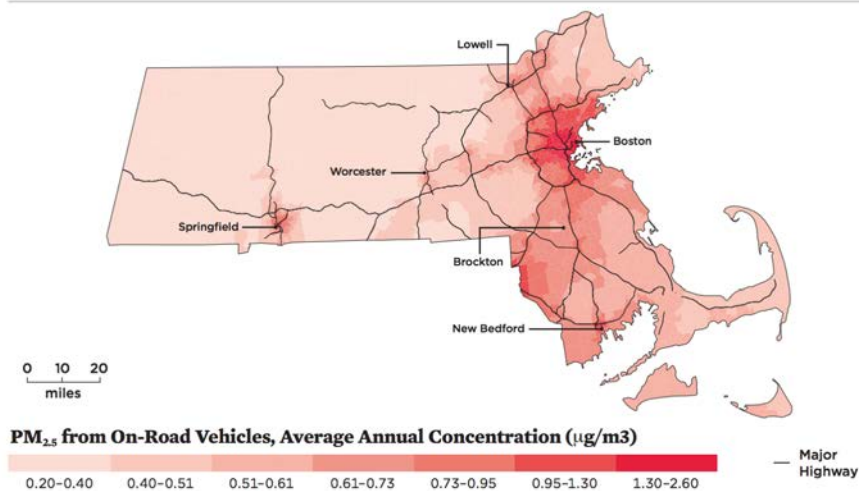 Lowell
Boston
Worcester
Springfield
Brockton
New Bedford
0 10 20
miles
PM2.5 from On-Road Vehicles, Average Annual Concentration (μg/m3)
0.20–0.40 0.40–0.51 0.51–0.61 0.61–0.73 0.73–0.95 0.95–1.30 1.30–2.60
Major
Highway